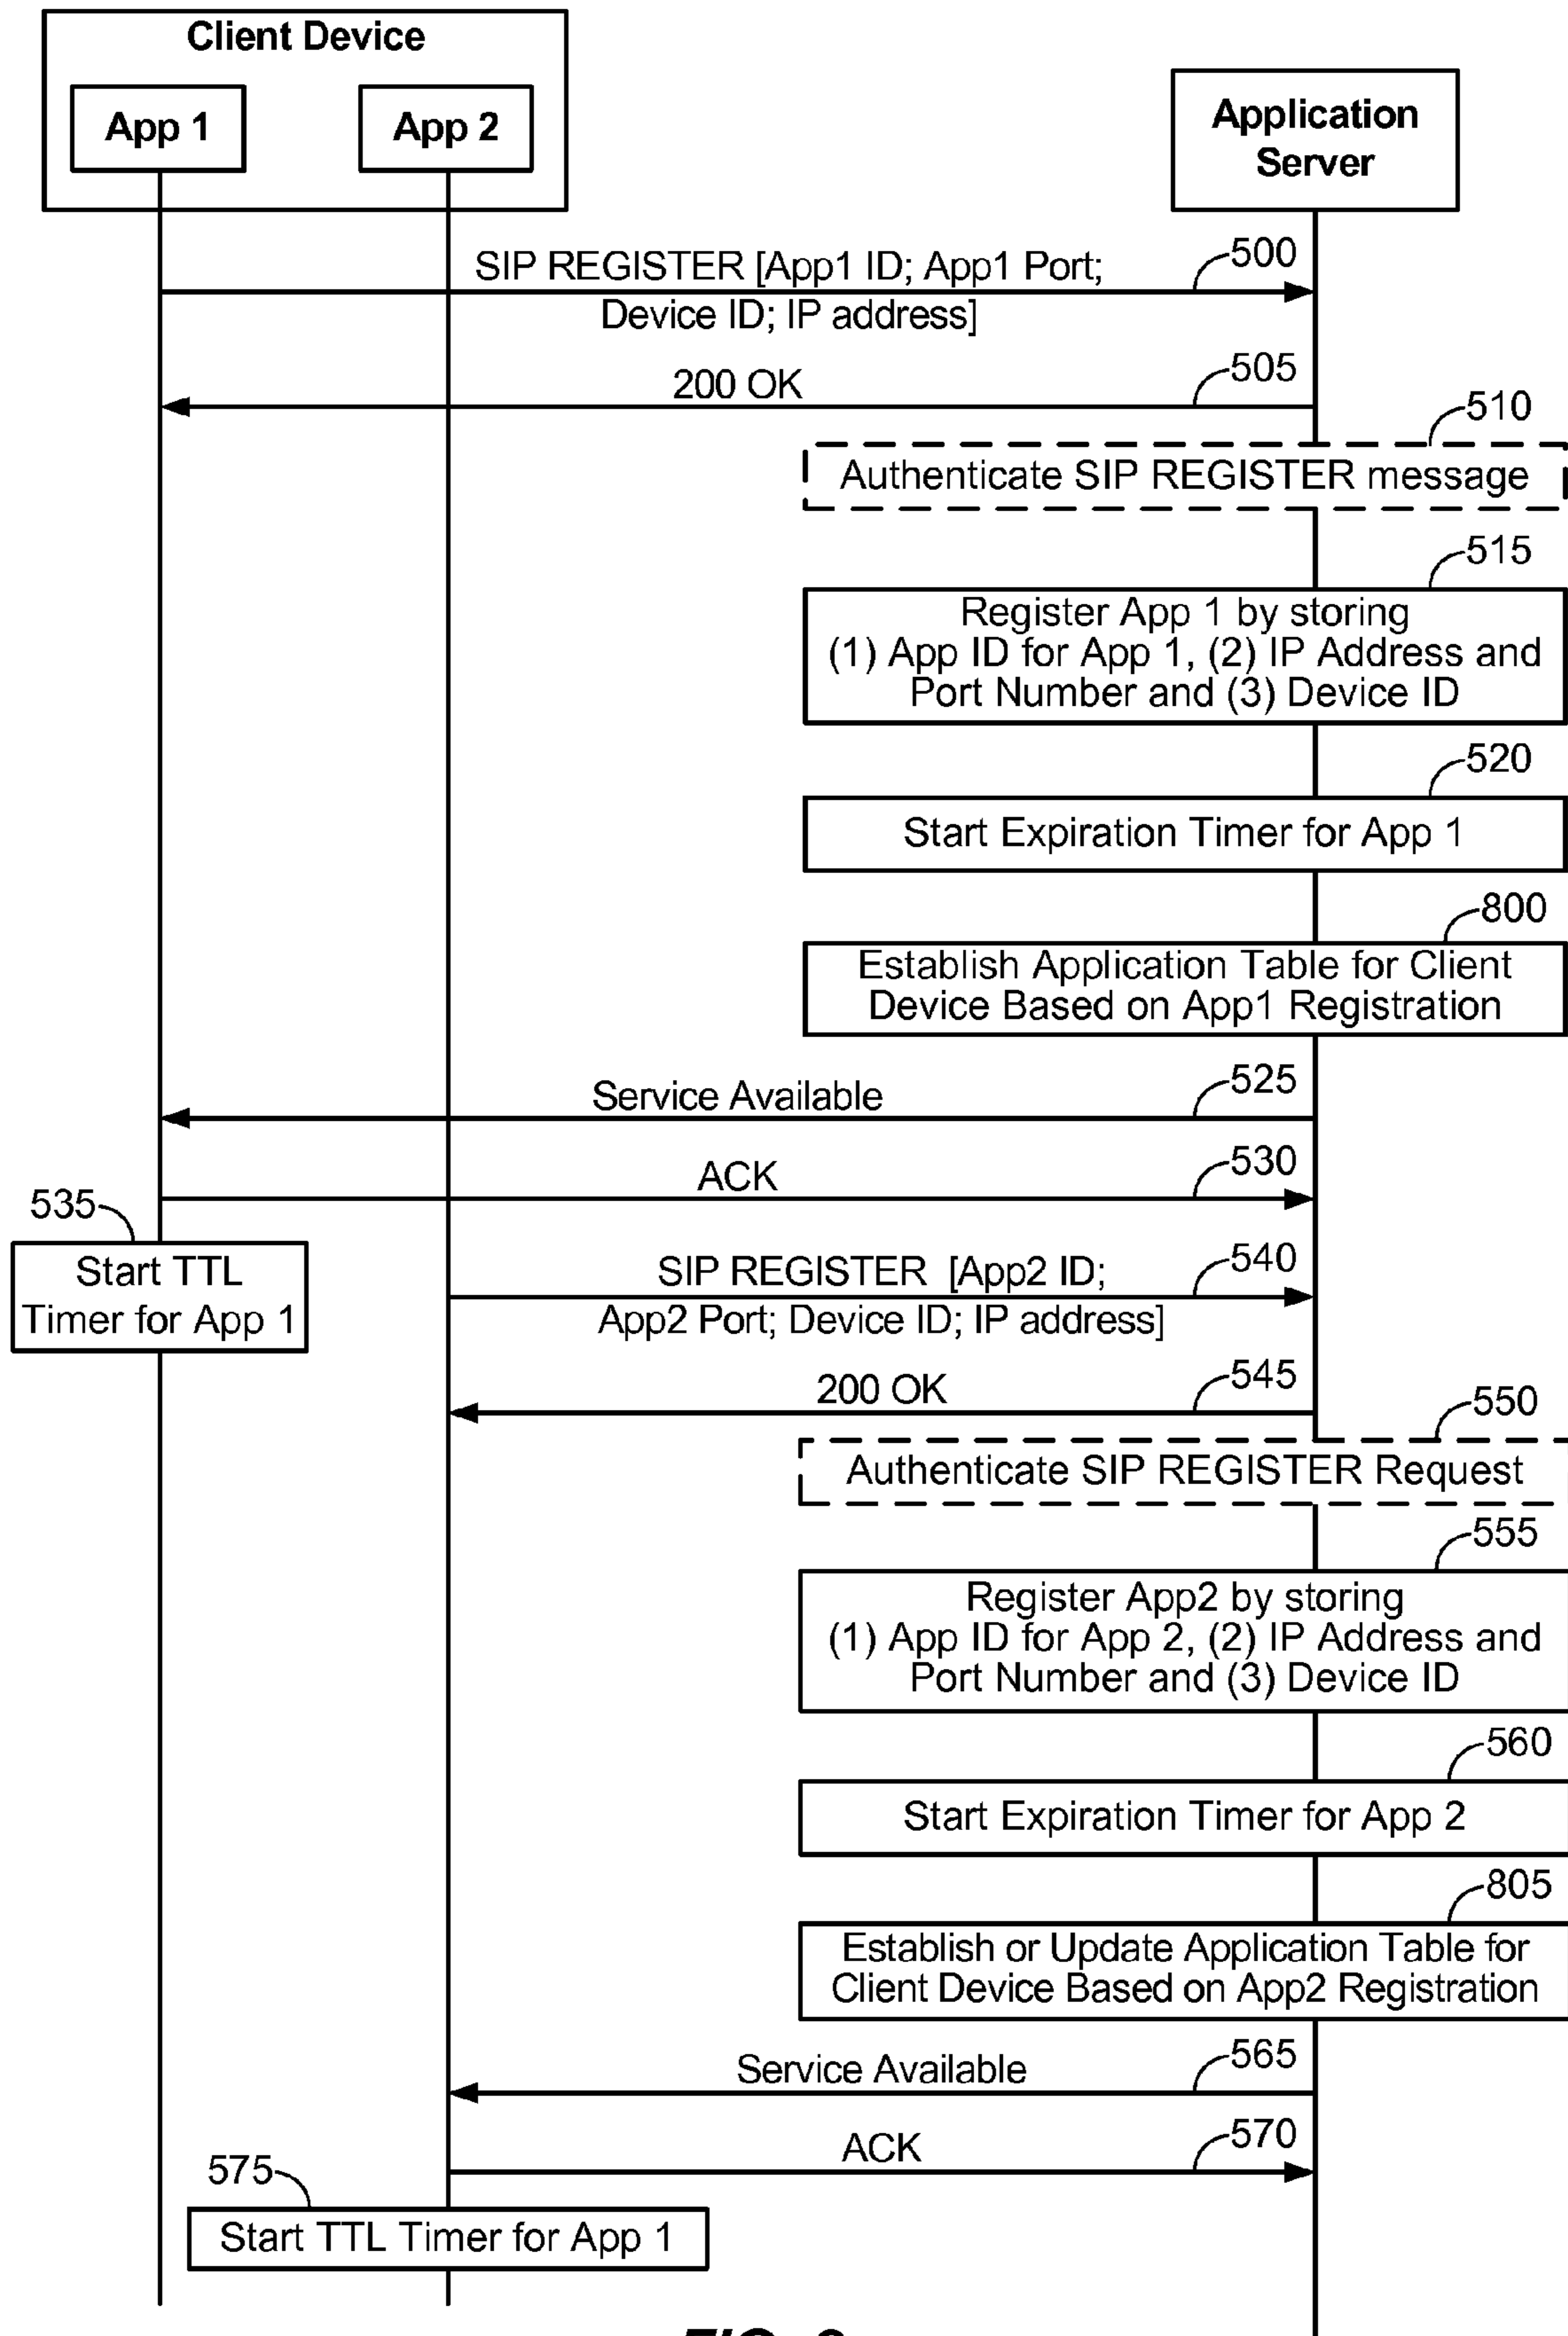 Client Device
App 1
App 2
Application
Server
SIP REGISTER [App1 ID; App1 Port;
Device ID; IP address]
500
200 OK
505
510
Authenticate SIP REGISTER message
515
Register App 1 by storing
(1) App ID for App 1, (2) IP Address and
Port Number and (3) Device ID
520
Start Expiration Timer for App 1
800
Establish Application Table for Client
Device Based on App1 Registration
Service Available
525
ACK
530
535
Start TTL
Timer for App 1
SIP REGISTER [App2 ID;
App2 Port; Device ID; IP address]
540
200 OK
545
550
Authenticate SIP REGISTER Request
555
Register App2 by storing
(1) App ID for App 2, (2) IP Address and
Port Number and (3) Device ID
560
Start Expiration Timer for App 2
805
Establish or Update Application Table for
Client Device Based on App2 Registration
Service Available
565
ACK
570
575
Start TTL Timer for App 1